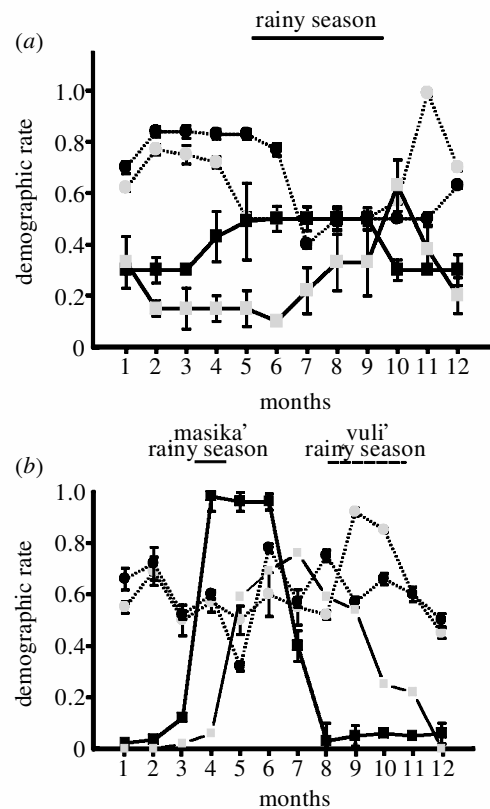 rainy season
(a)
demographic rate
1.0
0.8
0.6
0.4
0.2
0
1 2 3 4 5 6 7 8 9 10 11 12
months
masika’ vuli’
rainy season rainy season
(b)
demographic rate
1.0
0.8
0.6
0.4
0.2
0
1 2 3 4 5 6 7 8 9 10 11 12
months